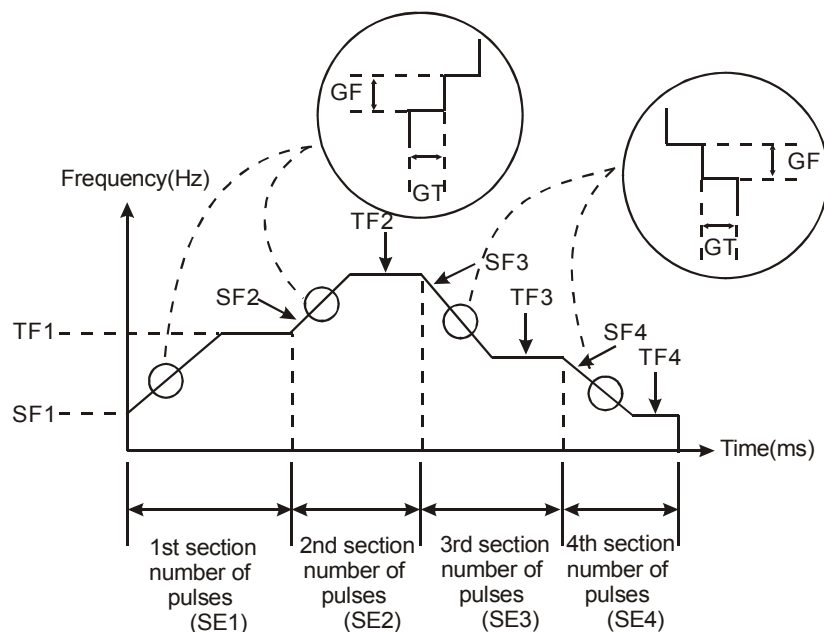 GF
GT
GF
GT
Frequency(Hz)
TF2
SF3
SF2
TF3
TF1
SF4
TF4
SF1
Time(ms)
1st section
number of
pulses
(SE1)
2nd section
number of
pulses
(SE2)
3rd section
number of
pulses
(SE3)
4th section
number of
pulses
(SE4)